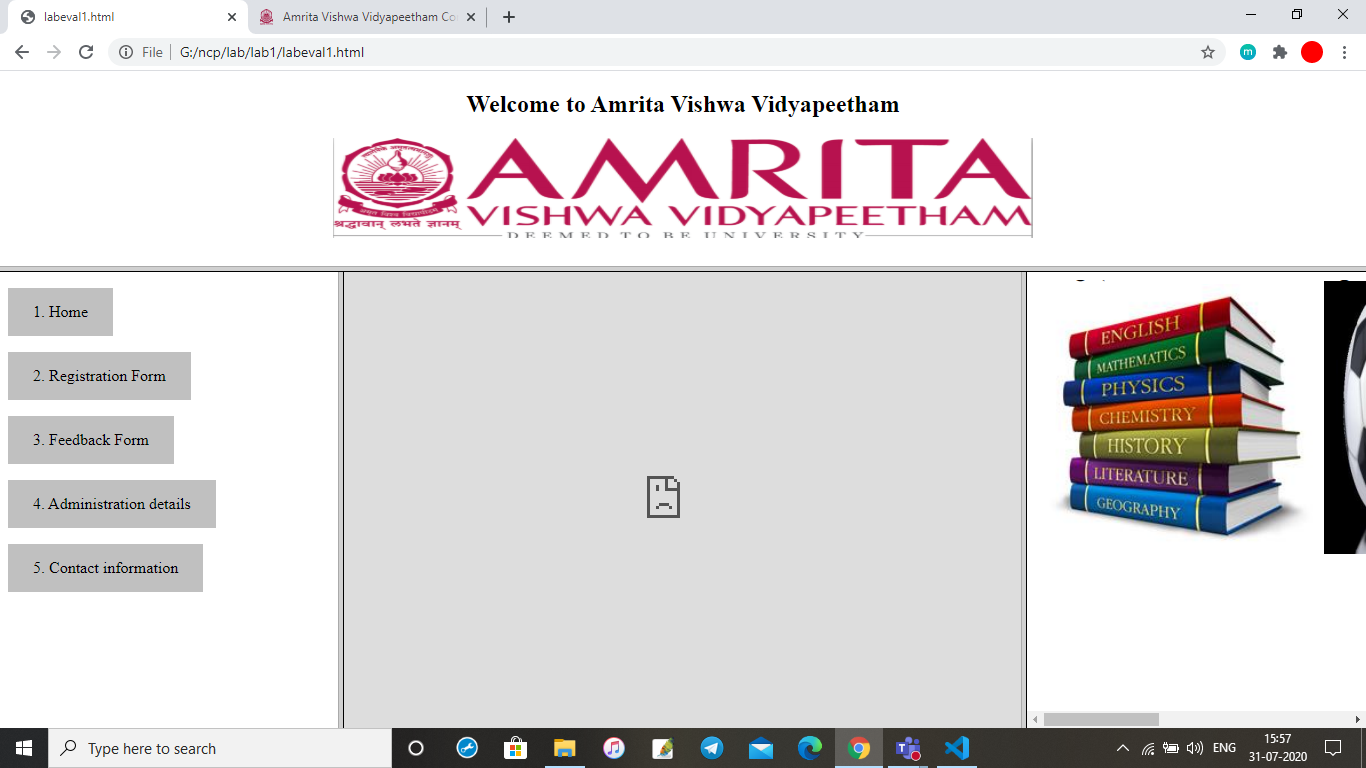 labeval1.html
Amrita Vishwa Vidyapeetham Co
File
G:/ncp/lab/lab1/labeval1.html
m
Welcome to Amrita Vishwa Vidyapeetham
AMRITA
VISHWA VIDYAPEETHAM
श्रद्धावान् लभते ज्ञानम्
DEEMED TO BE UNIVERSITY
1. Home
2. Registration Form
3. Feedback Form
4. Administration details
5. Contact information
ENGLISH
MATHEMATICS
PHYSICS
CHEMISTRY
HISTORY
LITERATURE
GEOGRAPHY
Type here to search
ENG
15:57
31-07-2020